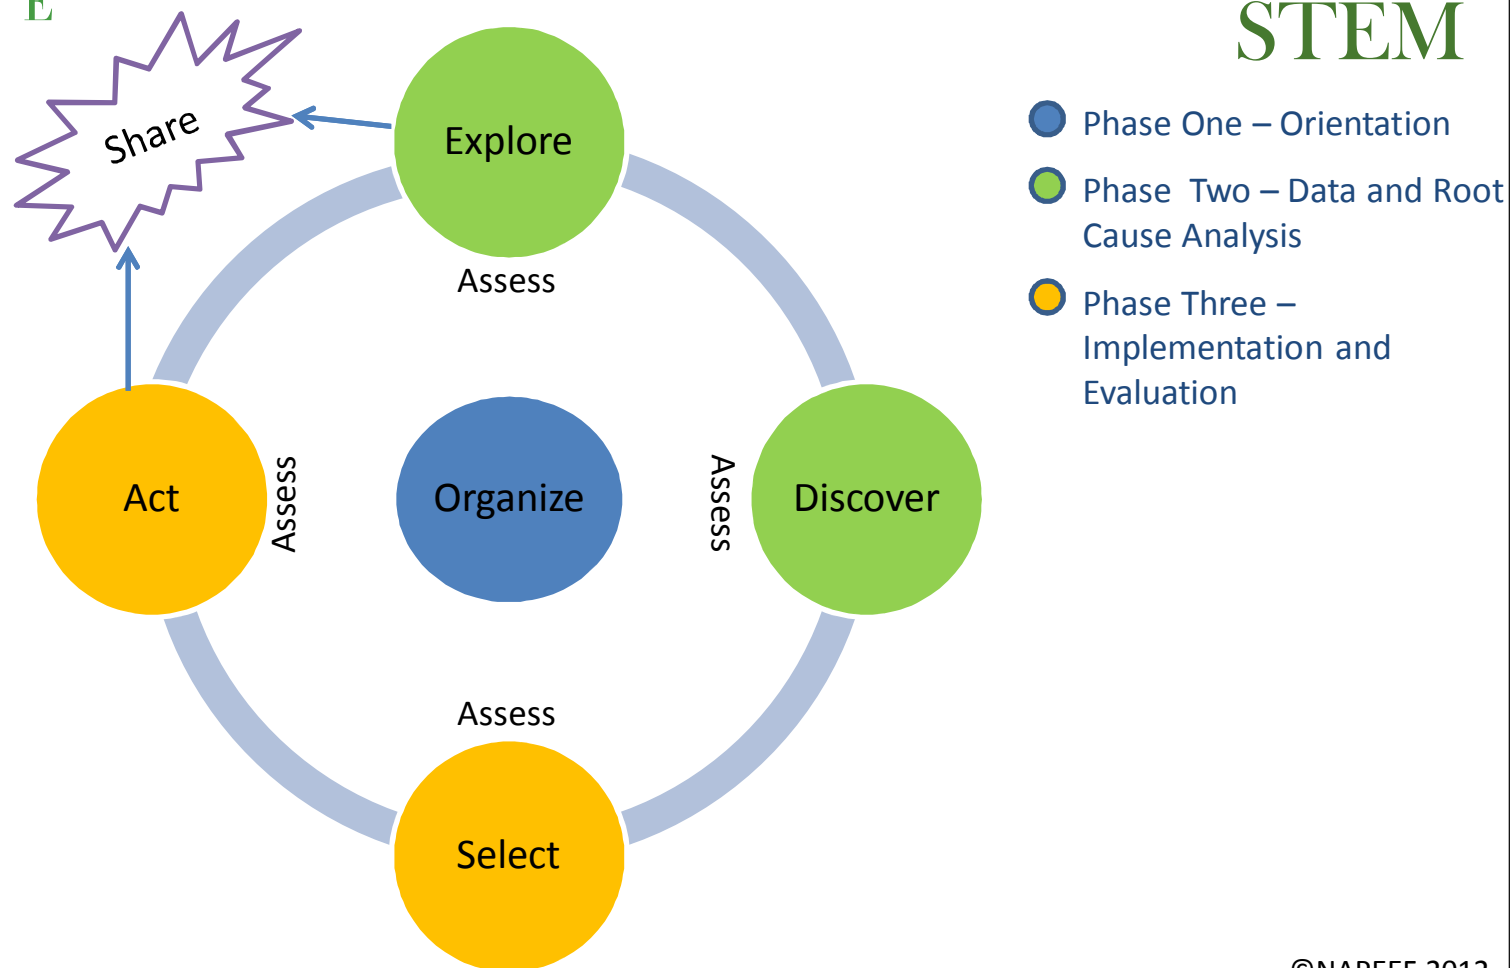 E
STEM
Share
Explore
Assess
Act
Assess
Organize
Assess
Discover
Assess
Select
Phase One – Orientation
Phase Two – Data and Root
Cause Analysis
Phase Three –
Implementation and
Evaluation